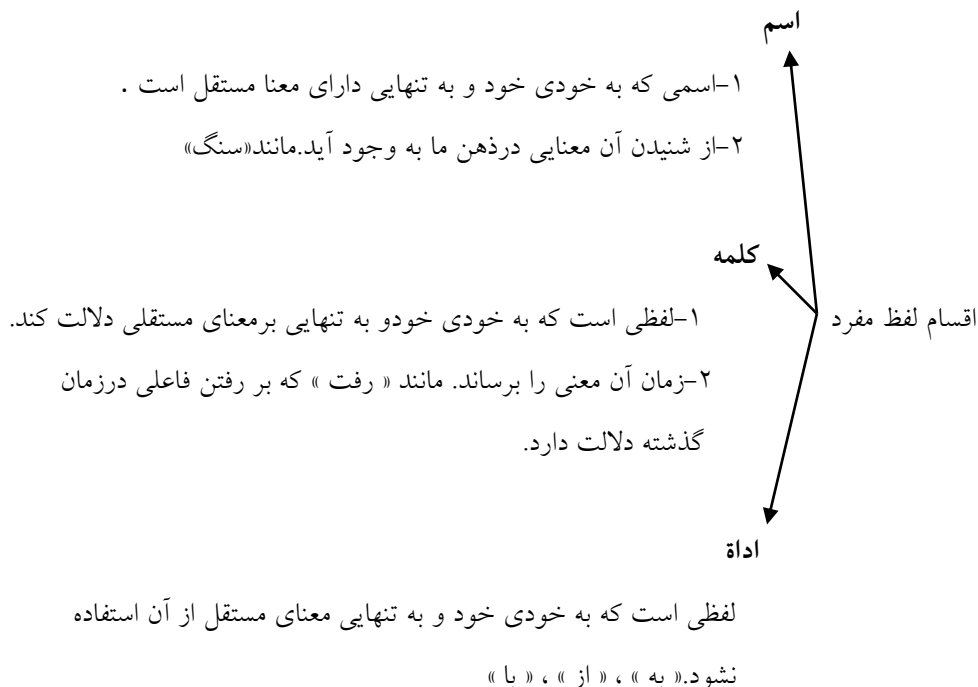 اسم
۱-اسمی که به خودی خود و به تنهایی دارای معنا مستقل است .
۲-از شنیدن آن معنایی درذهن ما به وجود آید.مانند«سنگ»
کلمه
اقسام لفظ مفرد
۱-لفظی است که به خودی خودو به تنهایی برمعنای مستقلی دلالت کند.
۲-زمان آن معنی را برساند. مانند « رفت » که بر رفتن فاعلی درزمان
گذشته دلالت دارد.
اداة
لفظی است که به خودی خود و به تنهایی معنای مستقل از آن استفاده
نشود.« به » ، « از » ، « با »